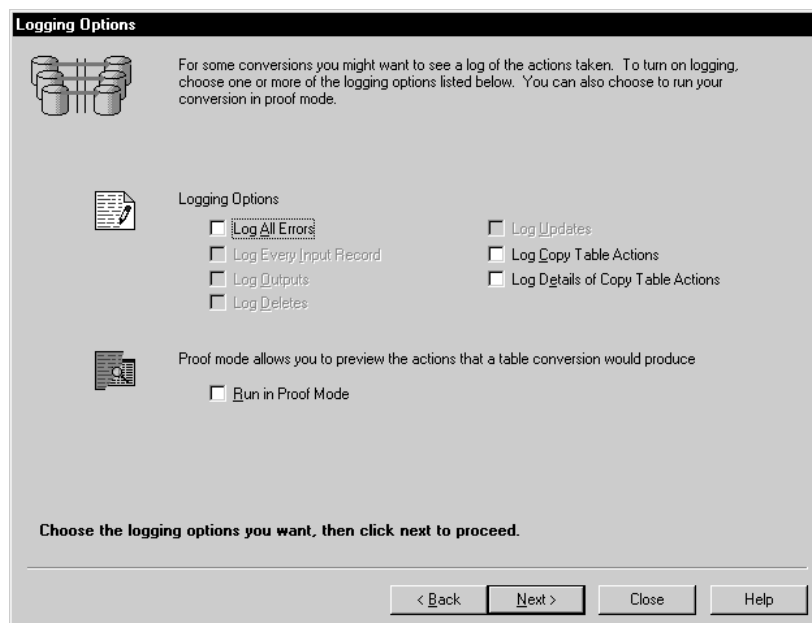 Logging Options
For some conversions you might want to see a log of the actions taken. To turn on logging,
choose one or more of the logging options listed below. You can also choose to run your
conversion in proof mode.
Logging Options
Log All Errors
Log Updates
Log Every Input Record
Log Copy Table Actions
Log Outputs
Log Details of Copy Table Actions
Log Deletes
Proof mode allows you to preview the actions that a table conversion would produce
Run in Proof Mode
Choose the logging options you want, then click next to proceed.
< Back
Next >
Close
Help